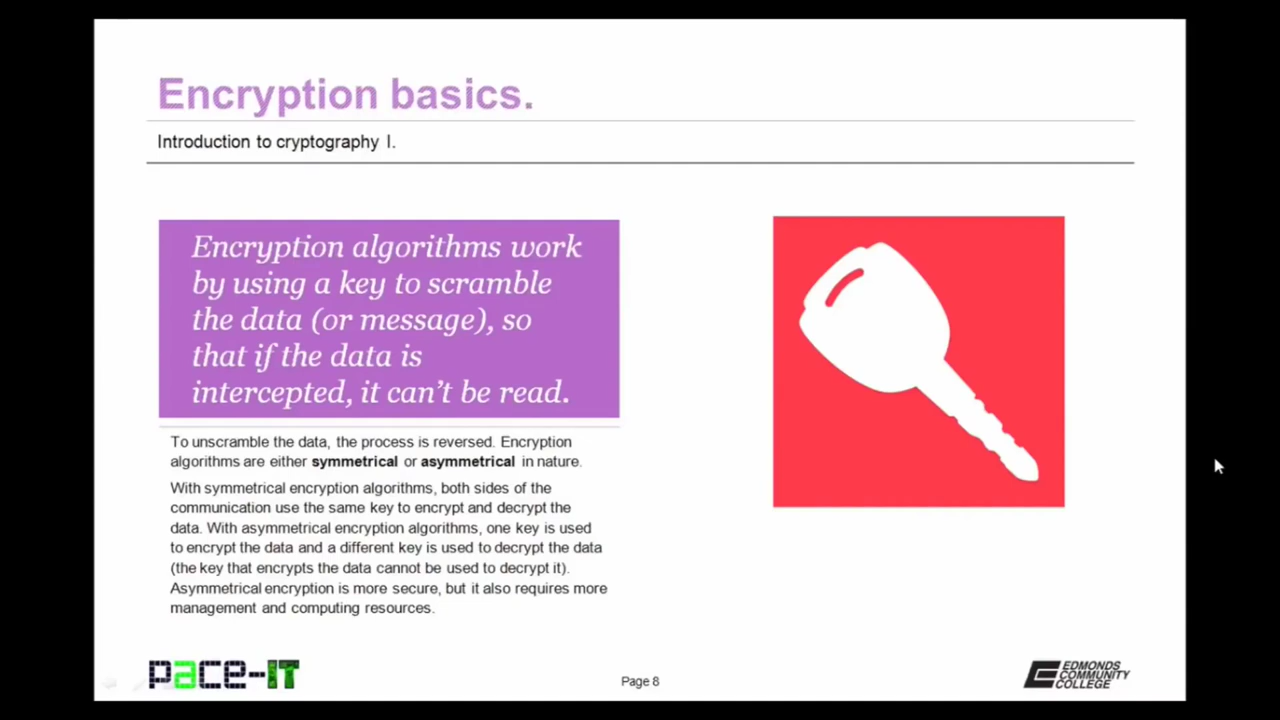 Encryption basics.
Introduction to cryptography I.
Encryption algorithms work
by using a key to scramble
the data (or message), so
that if the data is
intercepted, it can't be read.
To unscramble the data, the process is reversed. Encryption
algorithms are either symmetrical or asymmetrical in nature.
With symmetrical encryption algorithms, both sides of the
communication use the same key to encrypt and decrypt the
data. With asymmetrical encryption algorithms, one key is used
to encrypt the data and a different key is used to decrypt the data
(the key that encrypts the data cannot be used to decrypt it).
Asymmetrical encryption is more secure, but it also requires more
management and computing resources.
pace-IT
Page 8
EDMONDS
COMMUNITY
COLLEGE